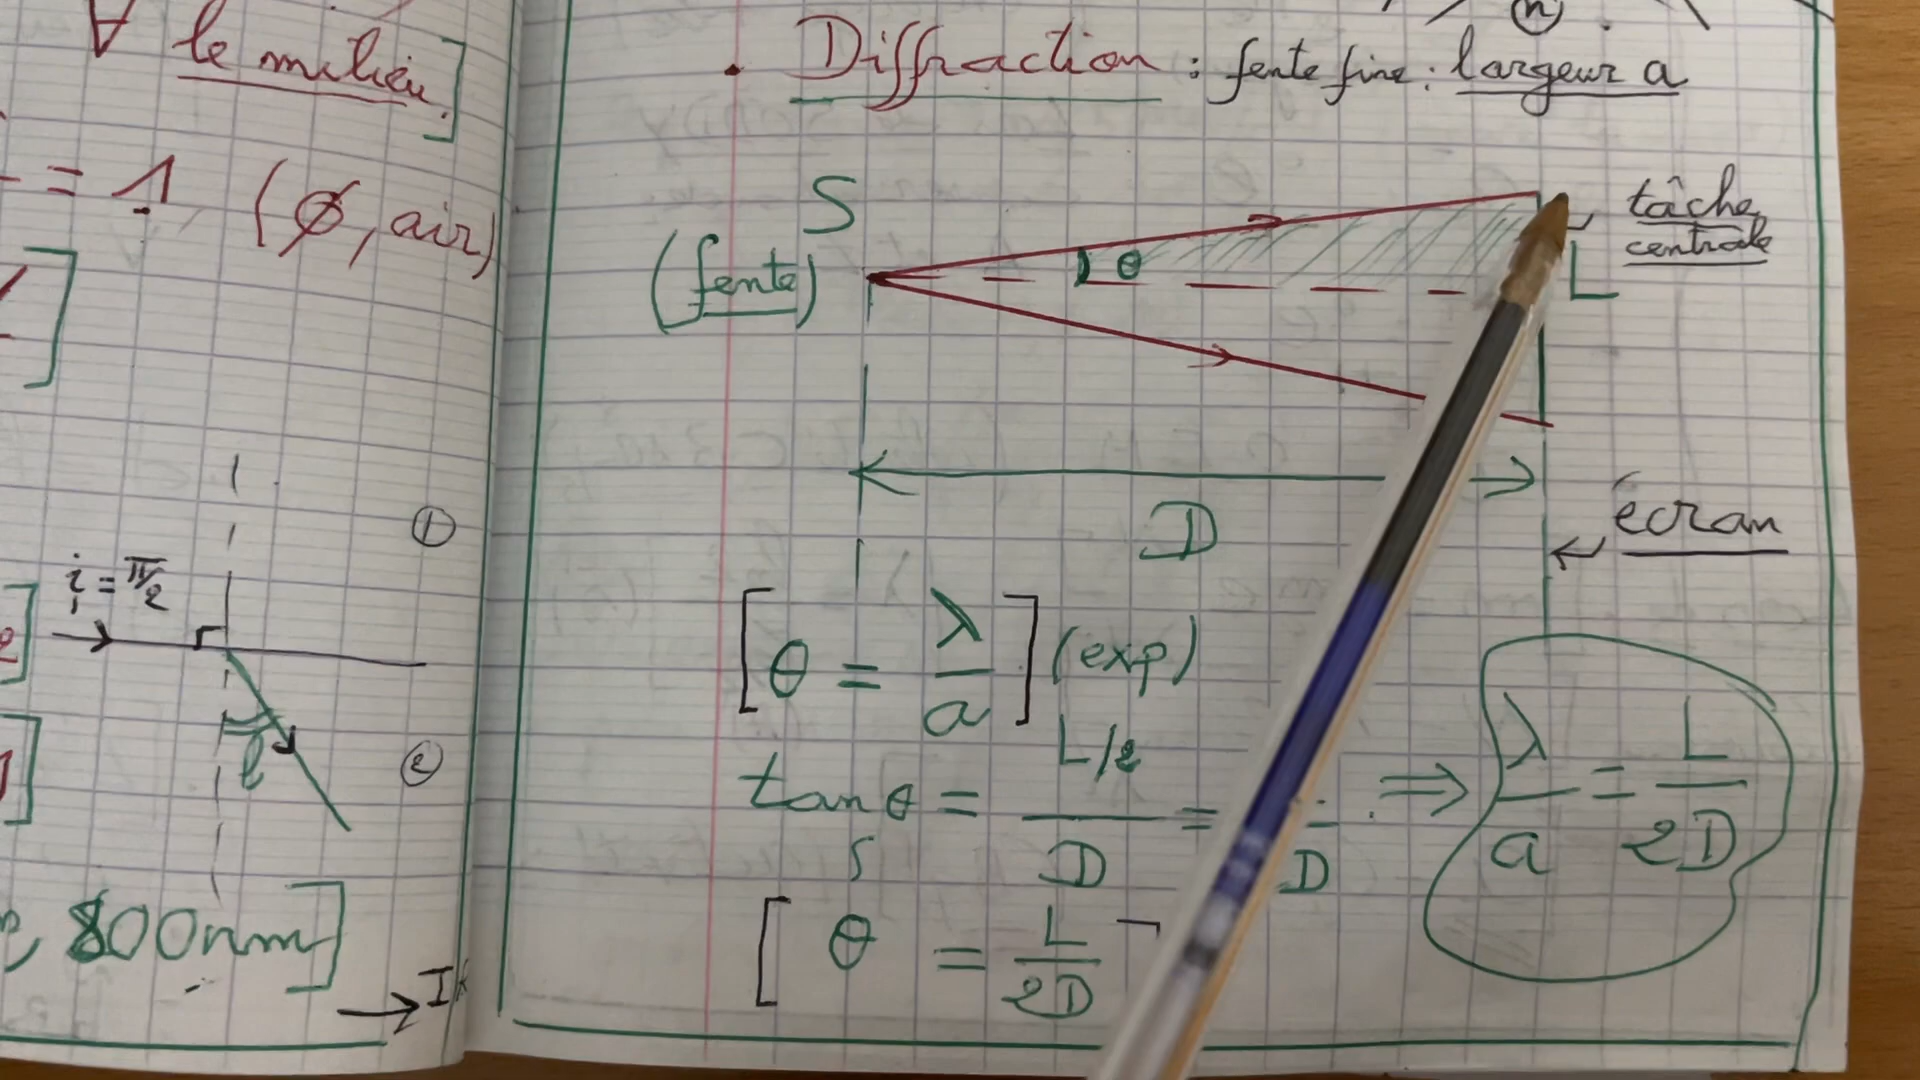 ∀ le milieu.]
= 1 (∅, air)
①
i = π/2
②
l
, 800nm]
→ I
n
• Diffraction : fente fine : largeur a
S
(fente)
θ
tâche
centrale
L
D
écran
[θ = λ/a] (exp)
tan θ = (L/2)/D = /D ⇒ λ/a = L/2D
[ θ = L/2D ]